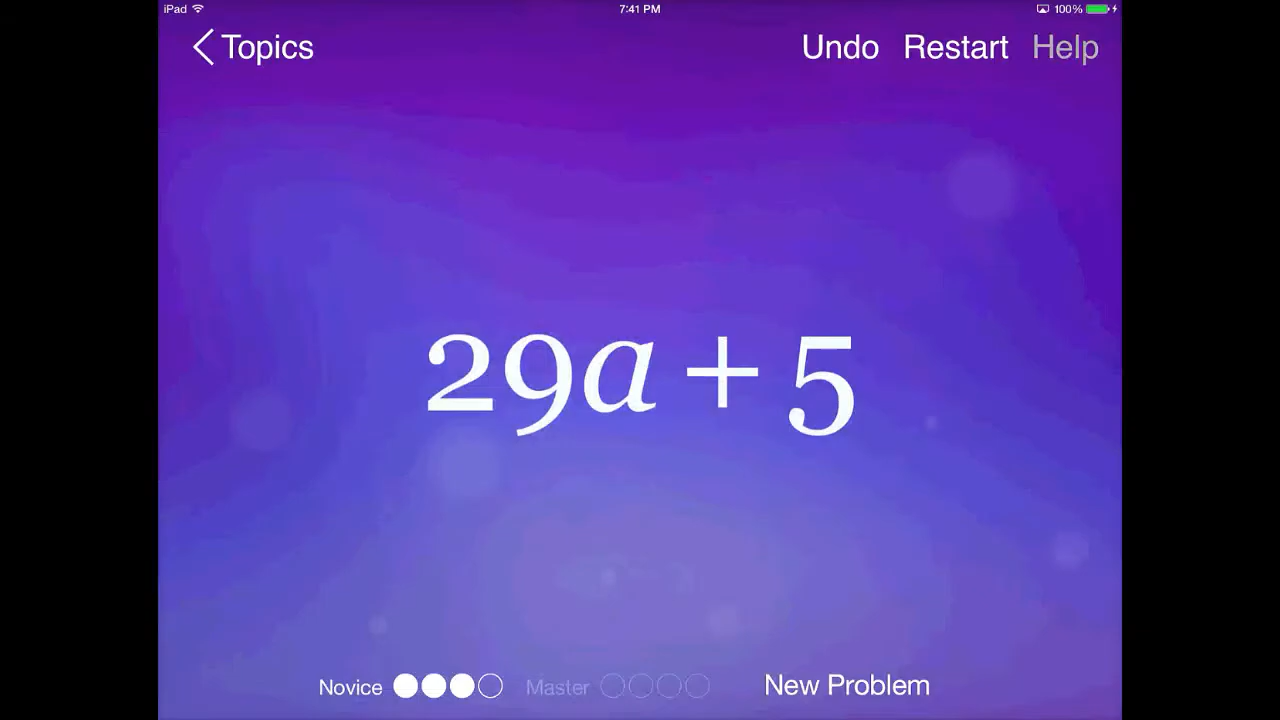 iPad 7:41 PM 100%
Topics Undo Restart Help
29a + 5
Novice Master New Problem